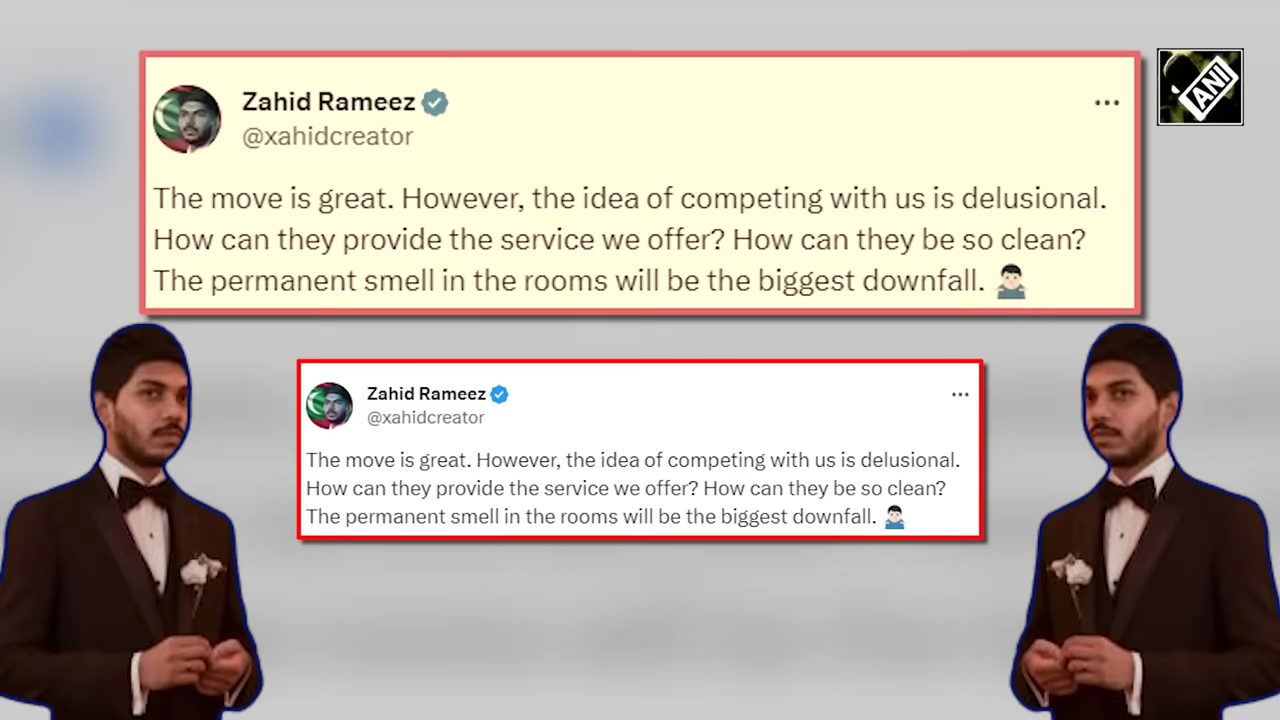 ANI
Zahid Rameez
@xahidcreator
The move is great. However, the idea of competing with us is delusional.
How can they provide the service we offer? How can they be so clean?
The permanent smell in the rooms will be the biggest downfall. 🤷🏻‍♂️
Zahid Rameez
@xahidcreator
The move is great. However, the idea of competing with us is delusional.
How can they provide the service we offer? How can they be so clean?
The permanent smell in the rooms will be the biggest downfall. 🤷🏻‍♂️